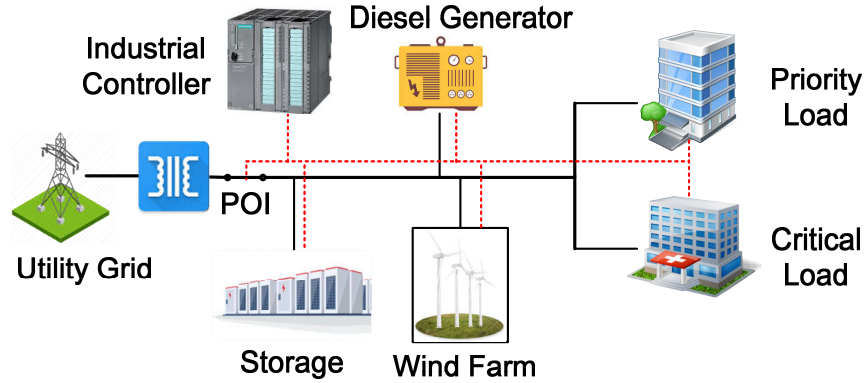 Diesel Generator
Industrial
Controller
Priority
Load
POI
Utility Grid
Critical
Load
Storage
Wind Farm